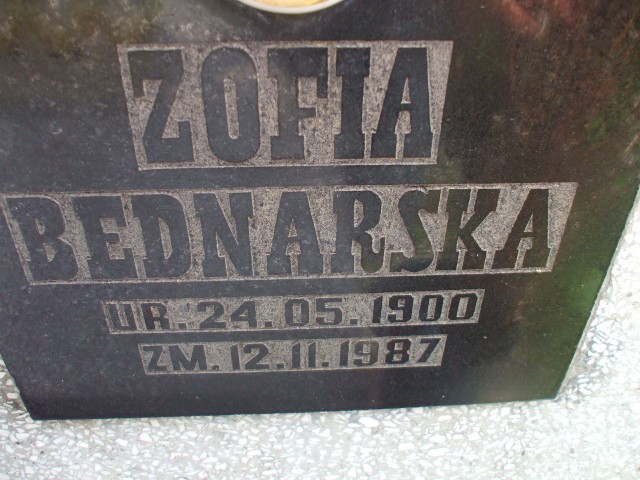 ZOFIA
BEDNARSKA
UR. 24.05.1900
ZM. 12.11.1987